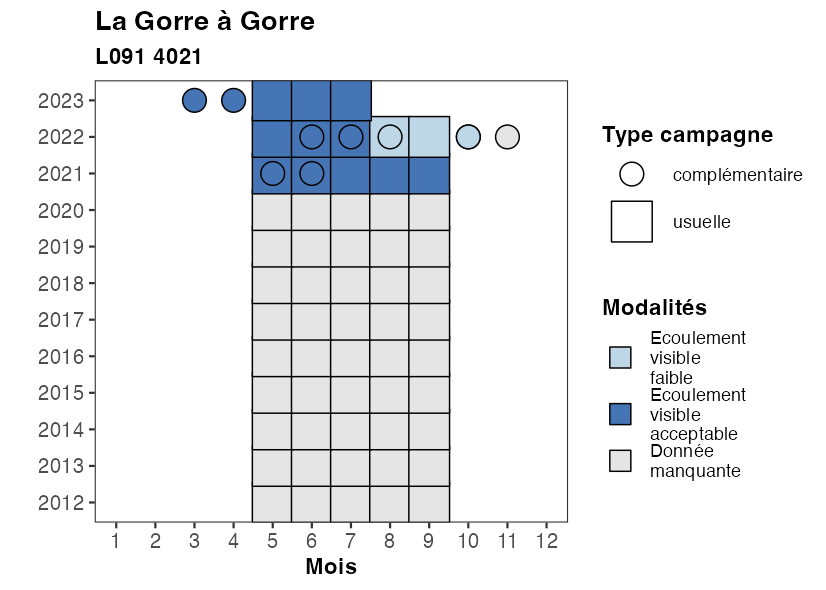 La Gorre à Gorre
L091 4021
2023
2022
2021
2020
2019
2018
2017
2016
2015
2014
2013
2012
1 2 3 4 5 6 7 8 9 10 11 12
Mois
Type campagne
complémentaire
usuelle
Modalités
Ecoulement
visible
faible
Ecoulement
visible
acceptable
Donnée
manquante